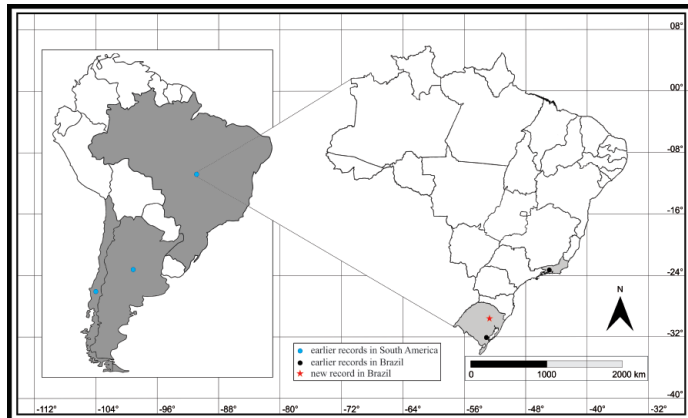 08°
00°
-08°
-16°
-24°
-32°
-40°
N
earlier records in South America
earlier records in Brazil
new record in Brazil
0 1000 2000 km
-112° -104° -96° -88° -80° -72° -64° -56° -48° -40° -32°